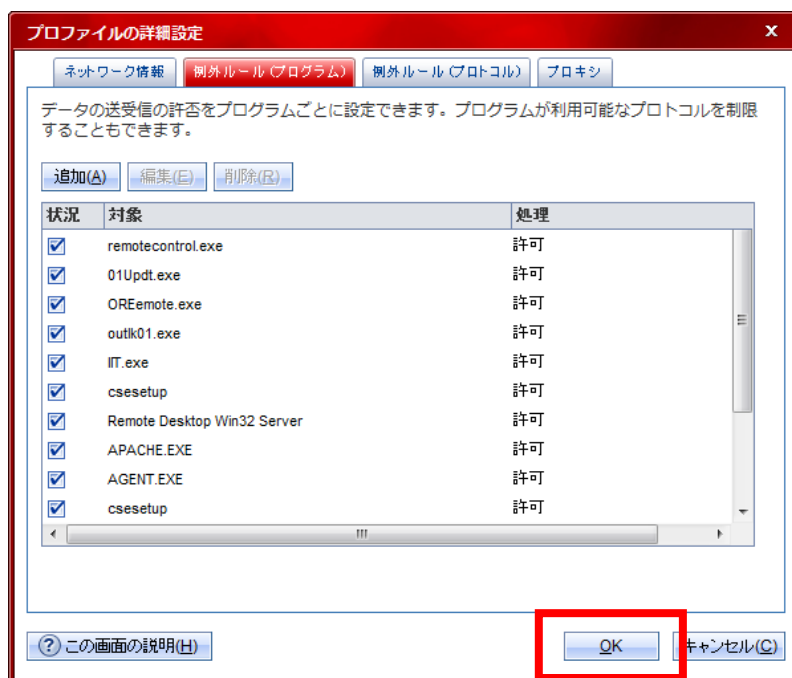 プロファイルの詳細設定 x
ネットワーク情報 例外ルール(プログラム) 例外ルール(プロトコル) プロキシ
データの送受信の許否をプログラムごとに設定できます。プログラムが利用可能なプロトコルを制限
することもできます。
追加(A) 編集(E) 削除(R)
状況 対象 処理
remotecontrol.exe 許可
01Updt.exe 許可
OREemote.exe 許可
outlk01.exe 許可
IIT.exe 許可
csesetup 許可
Remote Desktop Win32 Server 許可
APACHE.EXE 許可
AGENT.EXE 許可
csesetup 許可
? この画面の説明(H) OK キャンセル(C)